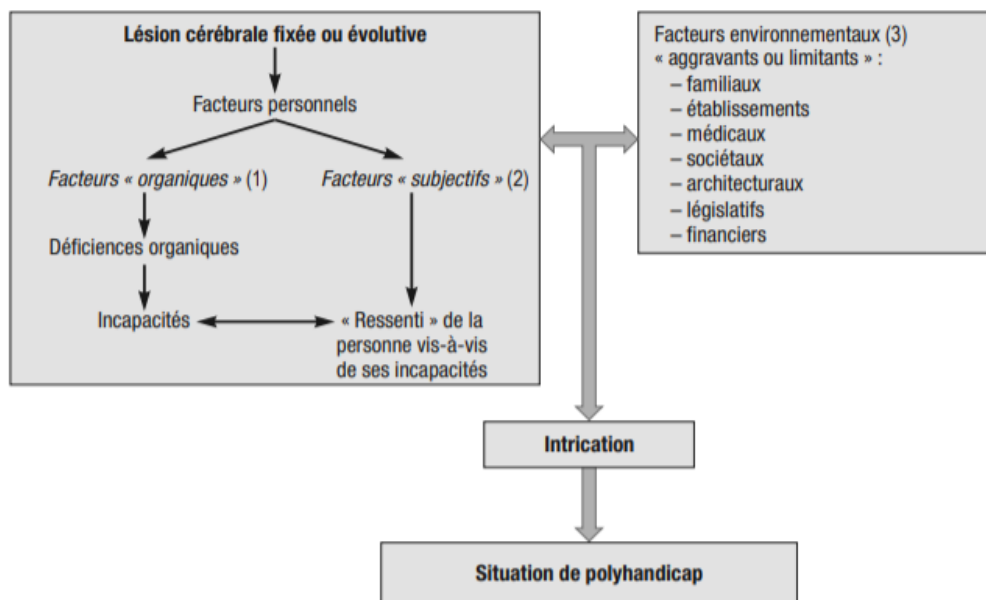 Lésion cérébrale fixée ou évolutive
Facteurs personnels
Facteurs « organiques » (1)
Facteurs « subjectifs » (2)
Déficiences organiques
Incapacités
« Ressenti » de la
personne vis-à-vis
de ses incapacités
Facteurs environnementaux (3)
« aggravants ou limitants » :
– familiaux
– établissements
– médicaux
– sociétaux
– architecturaux
– législatifs
– financiers
Intrication
Situation de polyhandicap